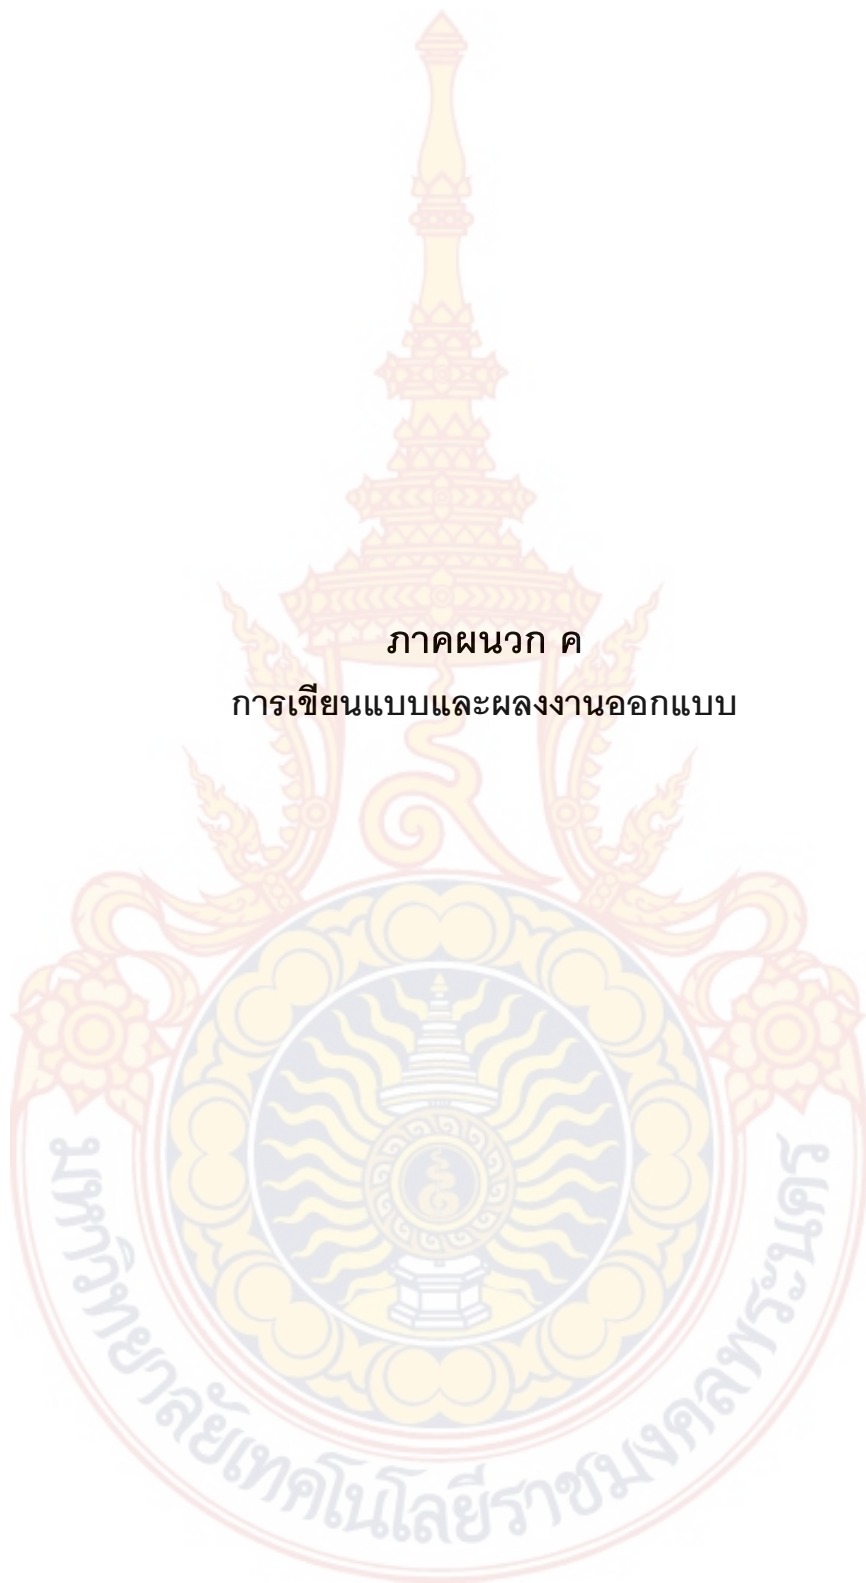 ภาคผนวก ค
การเขียนแบบและผลงงานออกแบบ
มหาวิทยาลัยเทคโนโลยีราชมงคลพระนคร